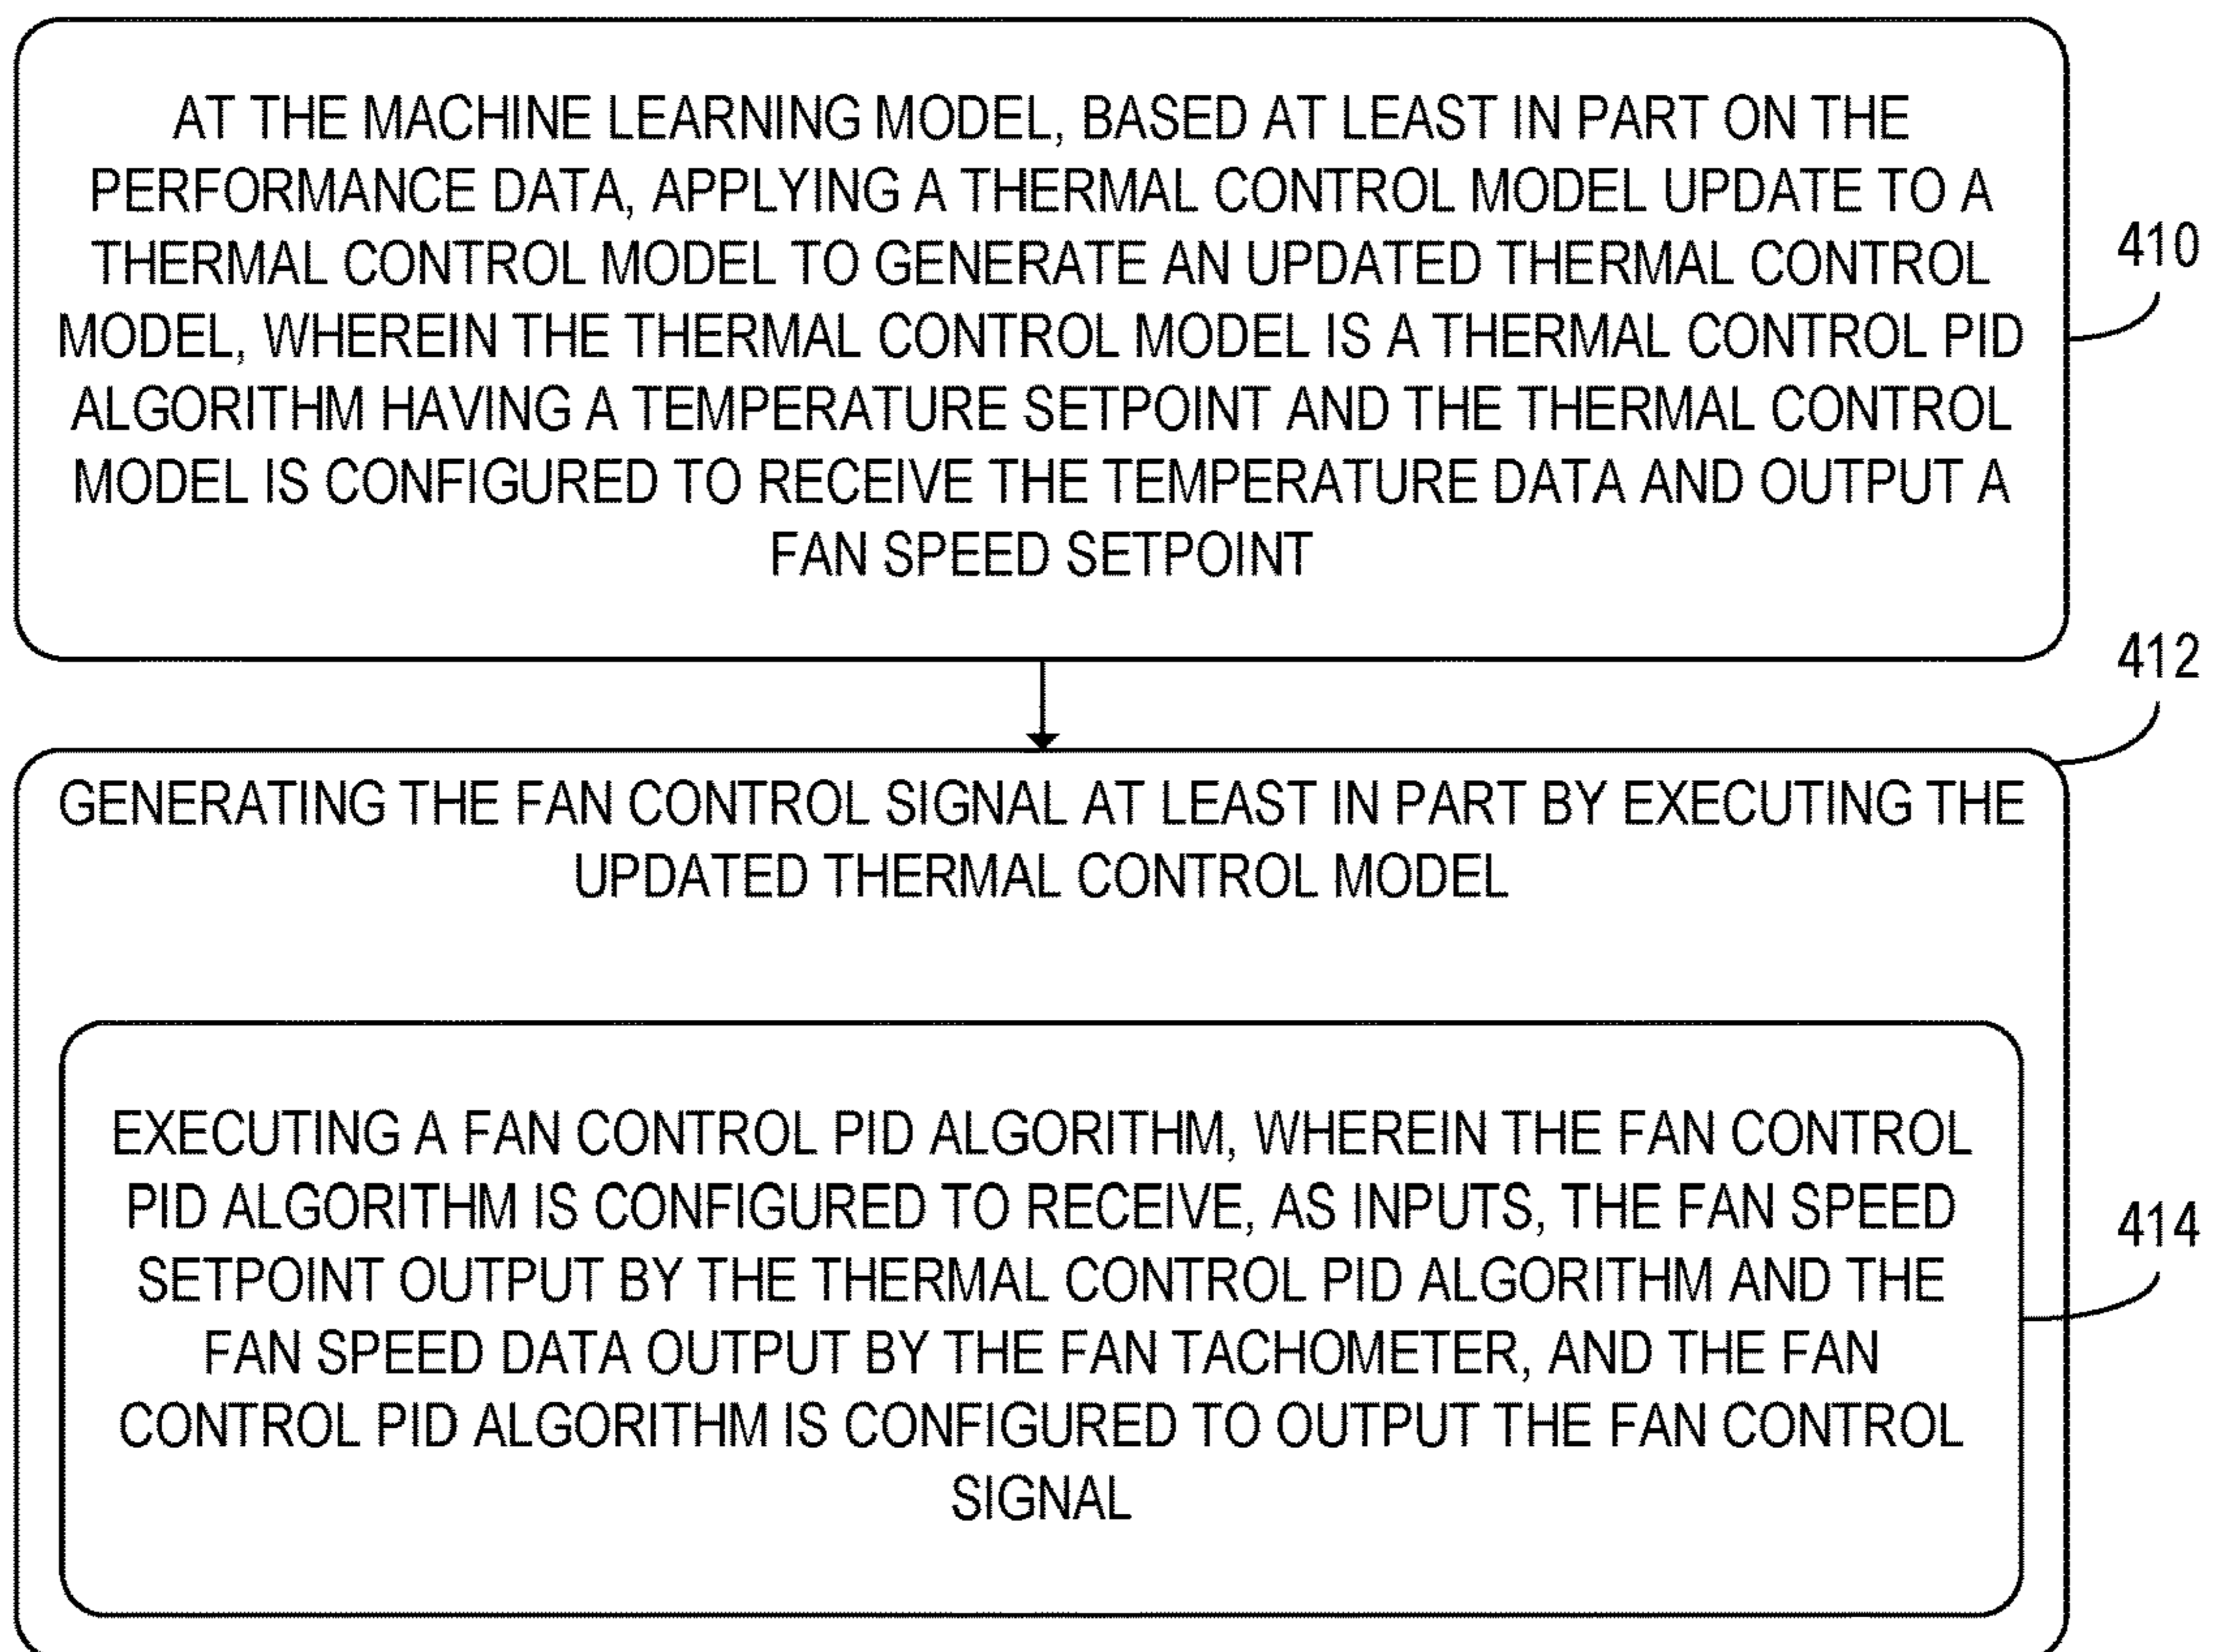 AT THE MACHINE LEARNING MODEL, BASED AT LEAST IN PART ON THE
PERFORMANCE DATA, APPLYING A THERMAL CONTROL MODEL UPDATE TO A
THERMAL CONTROL MODEL TO GENERATE AN UPDATED THERMAL CONTROL
MODEL, WHEREIN THE THERMAL CONTROL MODEL IS A THERMAL CONTROL PID
ALGORITHM HAVING A TEMPERATURE SETPOINT AND THE THERMAL CONTROL
MODEL IS CONFIGURED TO RECEIVE THE TEMPERATURE DATA AND OUTPUT A
FAN SPEED SETPOINT
410
412
GENERATING THE FAN CONTROL SIGNAL AT LEAST IN PART BY EXECUTING THE
UPDATED THERMAL CONTROL MODEL
EXECUTING A FAN CONTROL PID ALGORITHM, WHEREIN THE FAN CONTROL
PID ALGORITHM IS CONFIGURED TO RECEIVE, AS INPUTS, THE FAN SPEED
SETPOINT OUTPUT BY THE THERMAL CONTROL PID ALGORITHM AND THE
FAN SPEED DATA OUTPUT BY THE FAN TACHOMETER, AND THE FAN
CONTROL PID ALGORITHM IS CONFIGURED TO OUTPUT THE FAN CONTROL
SIGNAL
414